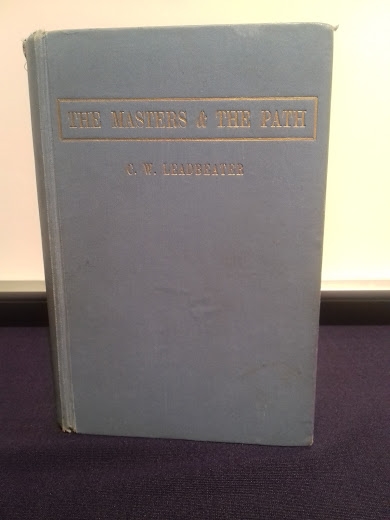 THE MASTERS & THE PATH
C. W. LEADBEATER